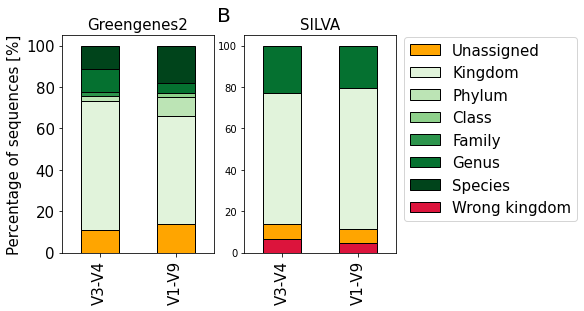 B
Greengenes2
SILVA
Percentage of sequences [%]
100
80
60
40
20
0
V3-V4
V1-V9
100
80
60
40
20
0
V3-V4
V1-V9
Unassigned
Kingdom
Phylum
Class
Family
Genus
Species
Wrong kingdom